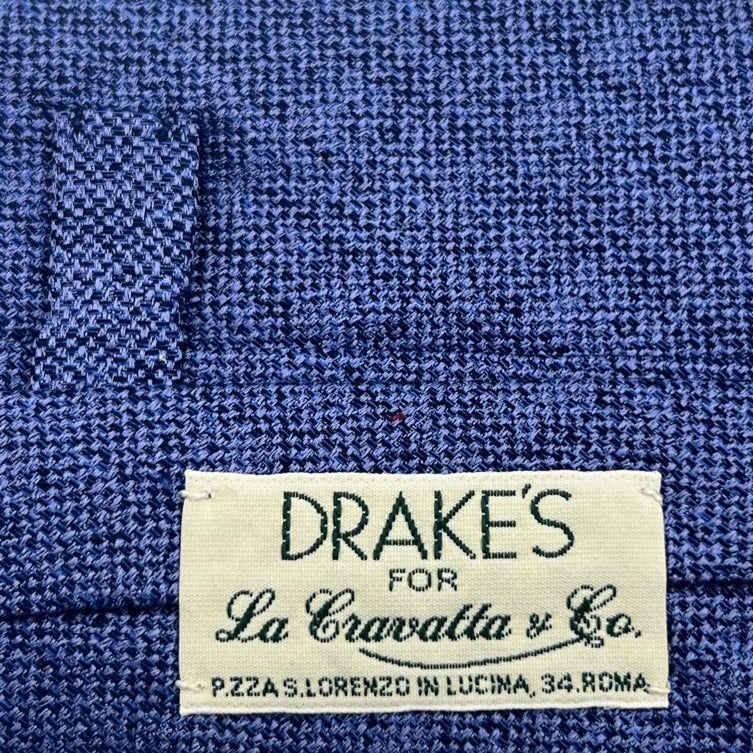 DRAKE'S
FOR
La Cravatta & Co.
P.ZZA S. LORENZO IN LUCINA, 34. ROMA